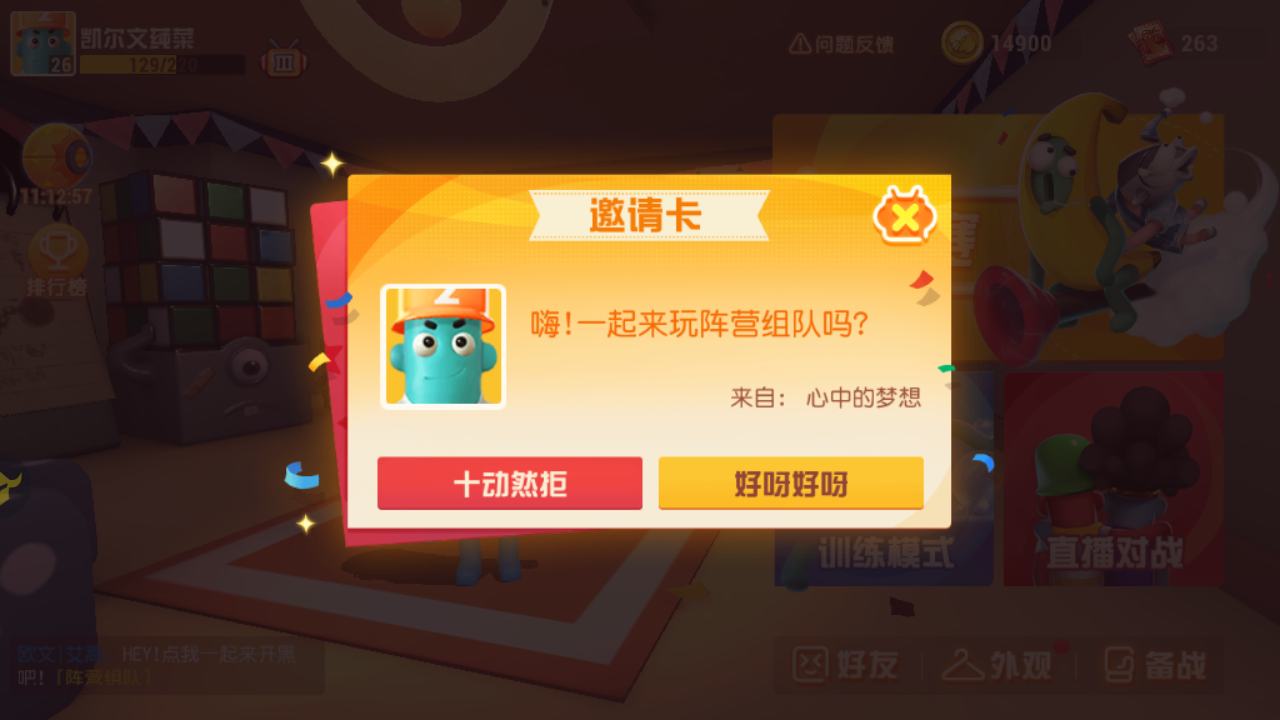 凯尔文莼菜
26
129/220
III
问题反馈
14900
263
11:12:57
排行榜
邀请卡
嗨!一起来玩阵营组队吗?
来自: 心中的梦想
十动然拒
好呀好呀
训练模式
直播对战
HEY!点我一起来开黑
吧!「阵营组队」
好友
外观
备战